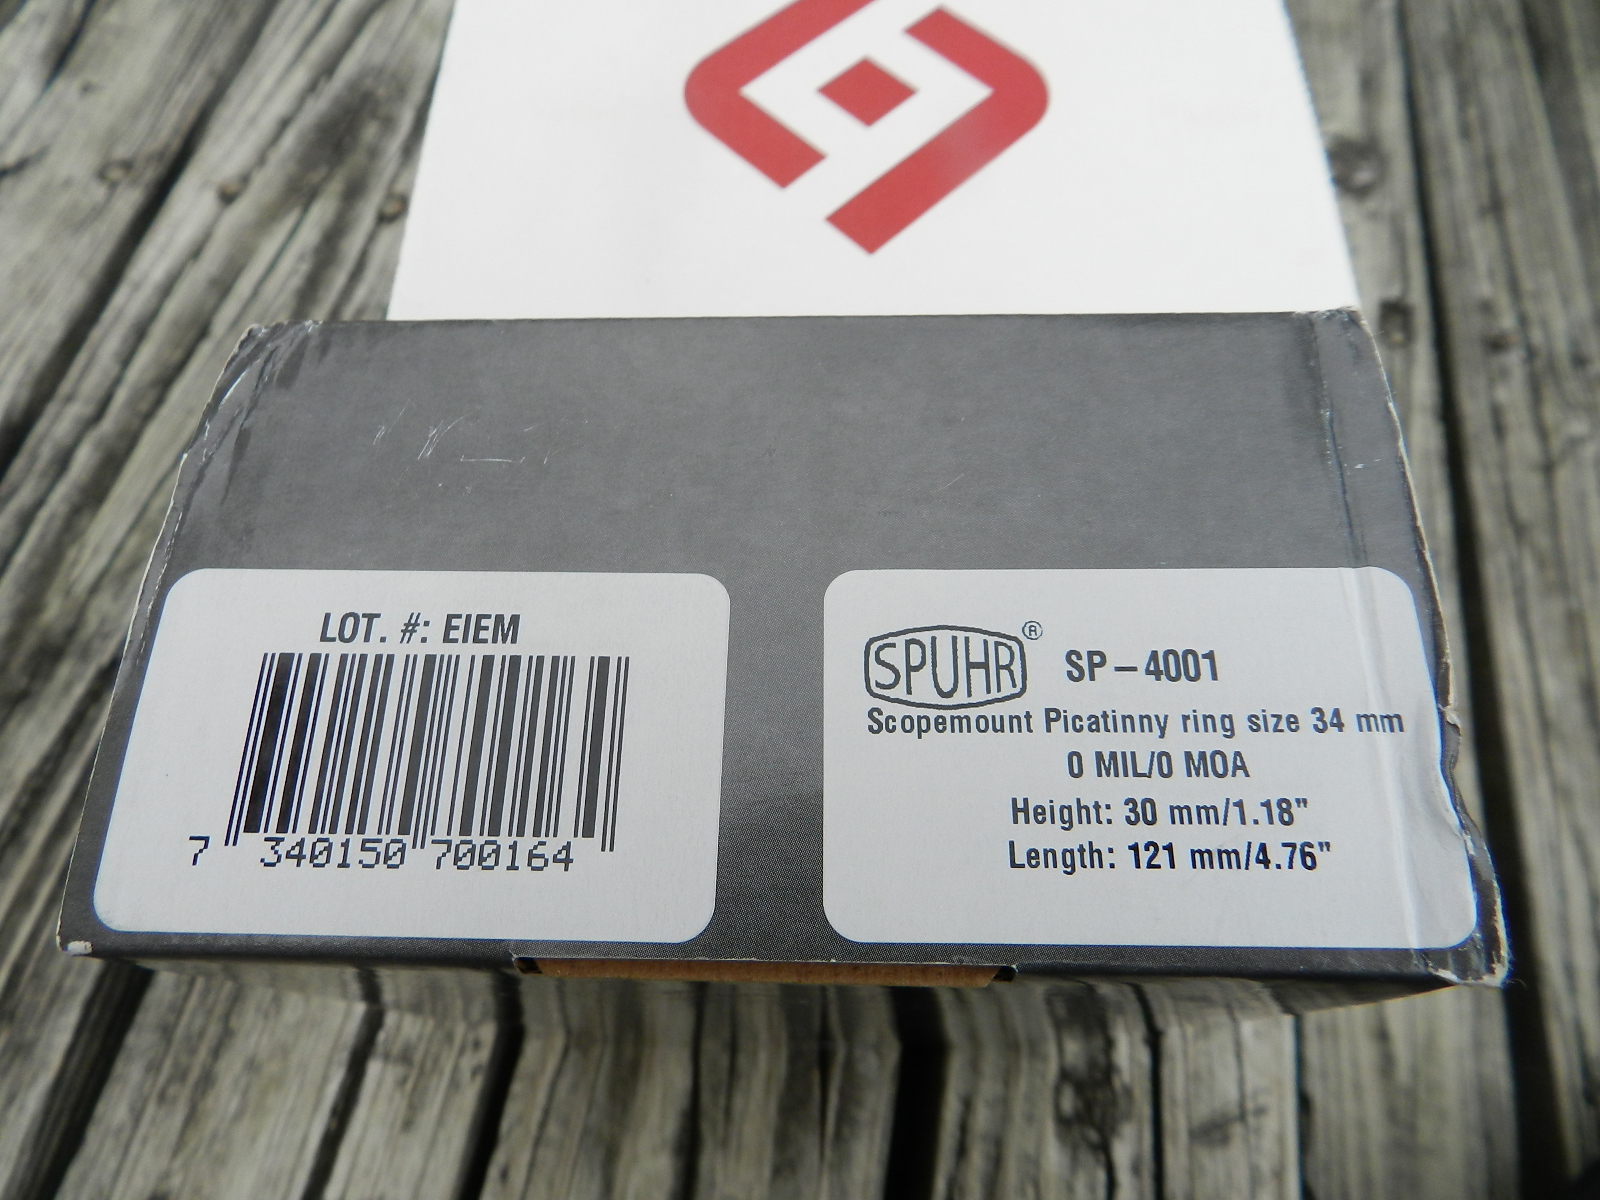 LOT. #: EIEM
7 340150 700164
SPUHR® SP-4001
Scopemount Picatinny ring size 34 mm
0 MIL/0 MOA
Height: 30 mm/1.18"
Length: 121 mm/4.76"